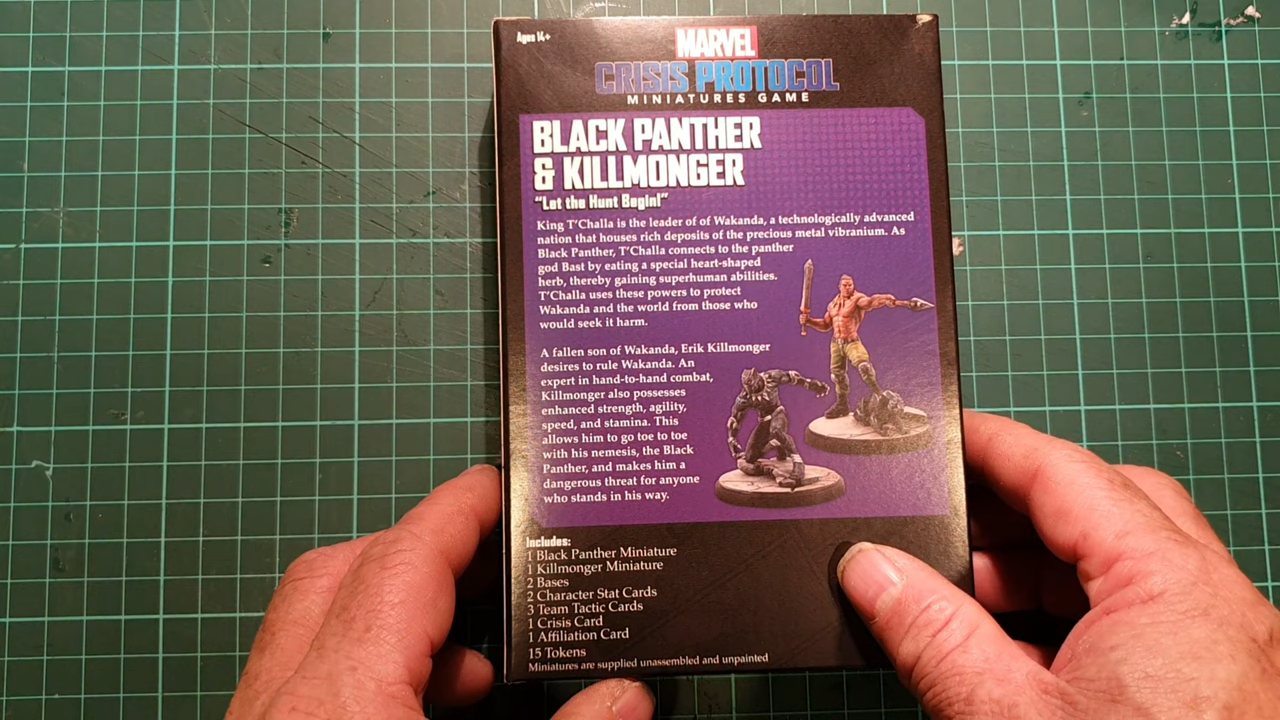 Ages 14+
MARVEL
CRISIS PROTOCOL
MINIATURES GAME
BLACK PANTHER
& KILLMONGER
"Let the Hunt Begin!"
King T'Challa is the leader of of Wakanda, a technologically advanced
nation that houses rich deposits of the precious metal vibranium. As
Black Panther, T'Challa connects to the panther
god Bast by eating a special heart-shaped
herb, thereby gaining superhuman abilities.
T'Challa uses these powers to protect
Wakanda and the world from those who
would seek it harm.
A fallen son of Wakanda, Erik Killmonger
desires to rule Wakanda. An
expert in hand-to-hand combat,
Killmonger also possesses
enhanced strength, agility,
speed, and stamina. This
allows him to go toe to toe
with his nemesis, the Black
Panther, and makes him a
dangerous threat for anyone
who stands in his way.
Includes:
1 Black Panther Miniature
1 Killmonger Miniature
2 Bases
2 Character Stat Cards
3 Team Tactic Cards
1 Crisis Card
1 Affiliation Card
15 Tokens
Miniatures are supplied unassembled and unpainted